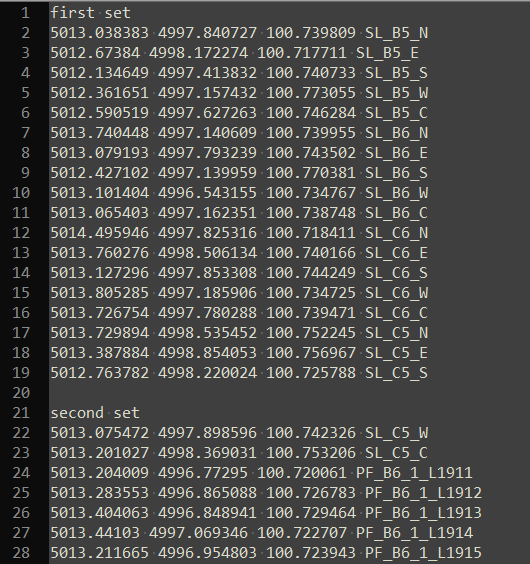 1 first set
2 5013.038383 4997.840727 100.739809 SL_B5_N
3 5012.67384 4998.172274 100.717711 SL_B5_E
4 5012.134649 4997.413832 100.740733 SL_B5_S
5 5012.361651 4997.157432 100.773055 SL_B5_W
6 5012.590519 4997.627263 100.746284 SL_B5_C
7 5013.740448 4997.140609 100.739955 SL_B6_N
8 5013.079193 4997.793239 100.743502 SL_B6_E
9 5012.427102 4997.139959 100.770381 SL_B6_S
10 5013.101404 4996.543155 100.734767 SL_B6_W
11 5013.065403 4997.162351 100.738748 SL_B6_C
12 5014.495946 4997.825316 100.718411 SL_C6_N
13 5013.760276 4998.506134 100.740166 SL_C6_E
14 5013.127296 4997.853308 100.744249 SL_C6_S
15 5013.805285 4997.185906 100.734725 SL_C6_W
16 5013.726754 4997.780288 100.739471 SL_C6_C
17 5013.729894 4998.535452 100.752245 SL_C5_N
18 5013.387884 4998.854053 100.756967 SL_C5_E
19 5012.763782 4998.220024 100.725788 SL_C5_S
20
21 second set
22 5013.075472 4997.898596 100.742326 SL_C5_W
23 5013.201027 4998.369031 100.753206 SL_C5_C
24 5013.204009 4996.77295 100.720061 PF_B6_1_L1911
25 5013.283553 4996.865088 100.726783 PF_B6_1_L1912
26 5013.404063 4996.848941 100.729464 PF_B6_1_L1913
27 5013.44103 4997.069346 100.722707 PF_B6_1_L1914
28 5013.211665 4996.954803 100.723943 PF_B6_1_L1915